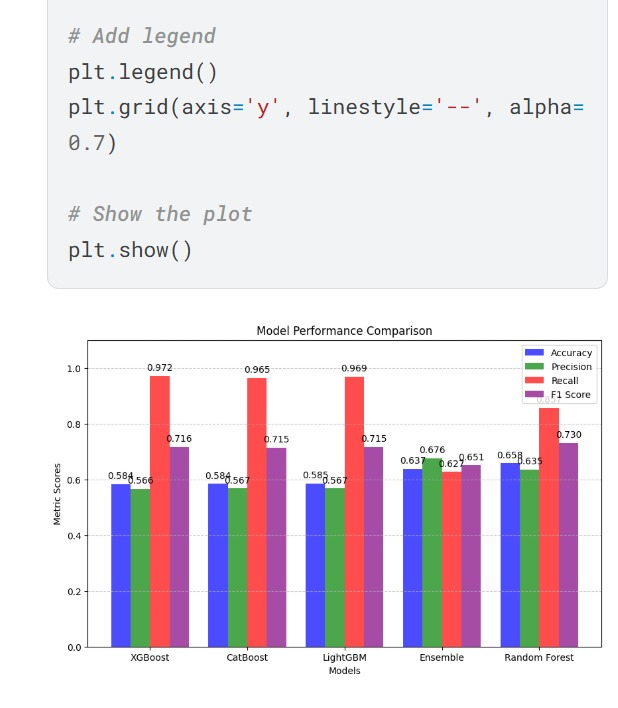 # Add legend
plt.legend()
plt.grid(axis='y', linestyle='--', alpha=
0.7)
# Show the plot
plt.show()
Model Performance Comparison
Accuracy
Precision
Recall
F1 Score
Metric Scores
1.0
0.8
0.6
0.4
0.2
0.0
0.584 0.566 0.972 0.716
0.584 0.567 0.965 0.715
0.585 0.567 0.969 0.715
0.637 0.676 0.627 0.651
0.658 0.635 0.730
XGBoost CatBoost LightGBM Ensemble Random Forest
Models